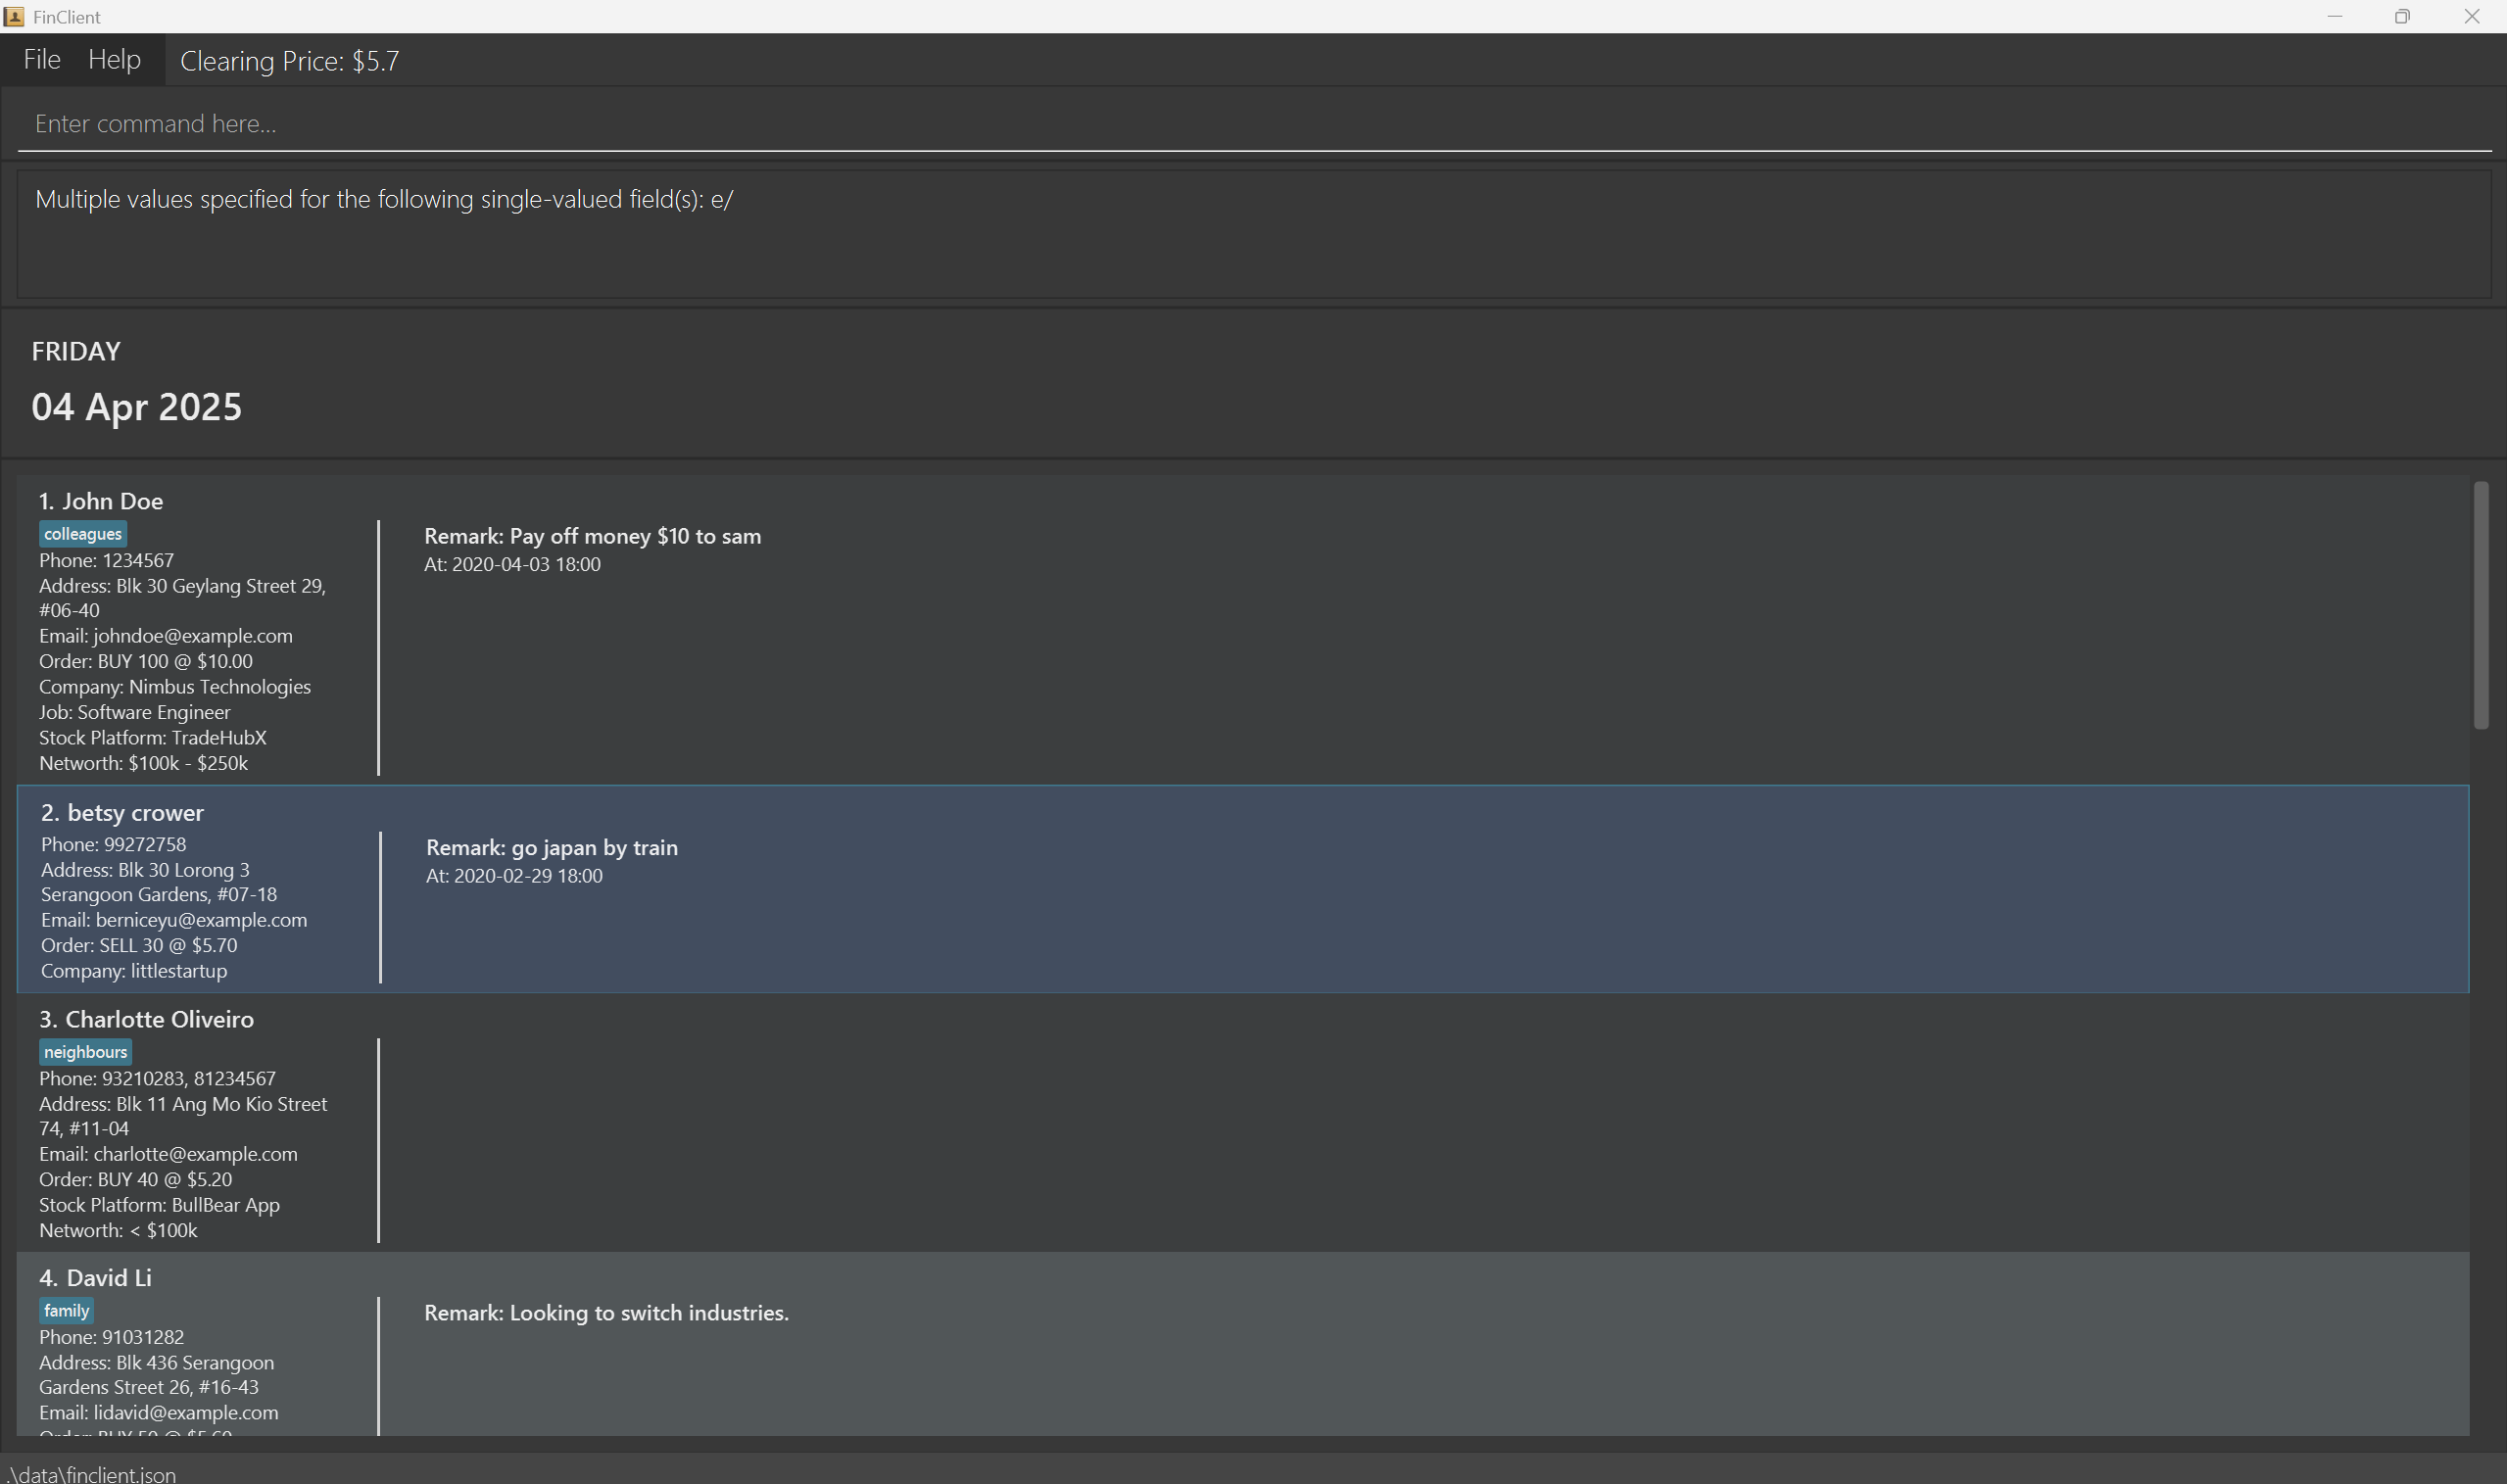 FinClient
File Help Clearing Price: $5.7
Enter command here...
Multiple values specified for the following single-valued field(s): e/
FRIDAY
04 Apr 2025
1. John Doe
colleagues
Phone: 1234567
Address: Blk 30 Geylang Street 29,
#06-40
Email: johndoe@example.com
Order: BUY 100 @ $10.00
Company: Nimbus Technologies
Job: Software Engineer
Stock Platform: TradeHubX
Networth: $100k - $250k
Remark: Pay off money $10 to sam
At: 2020-04-03 18:00
2. betsy crower
Phone: 99272758
Address: Blk 30 Lorong 3
Serangoon Gardens, #07-18
Email: berniceyu@example.com
Order: SELL 30 @ $5.70
Company: littlestartup
Remark: go japan by train
At: 2020-02-29 18:00
3. Charlotte Oliveiro
neighbours
Phone: 93210283, 81234567
Address: Blk 11 Ang Mo Kio Street
74, #11-04
Email: charlotte@example.com
Order: BUY 40 @ $5.20
Stock Platform: BullBear App
Networth: < $100k
4. David Li
family
Phone: 91031282
Address: Blk 436 Serangoon
Gardens Street 26, #16-43
Email: lidavid@example.com
Order: BUY 50 @ $5.60
Remark: Looking to switch industries.
.\data\finclient.json